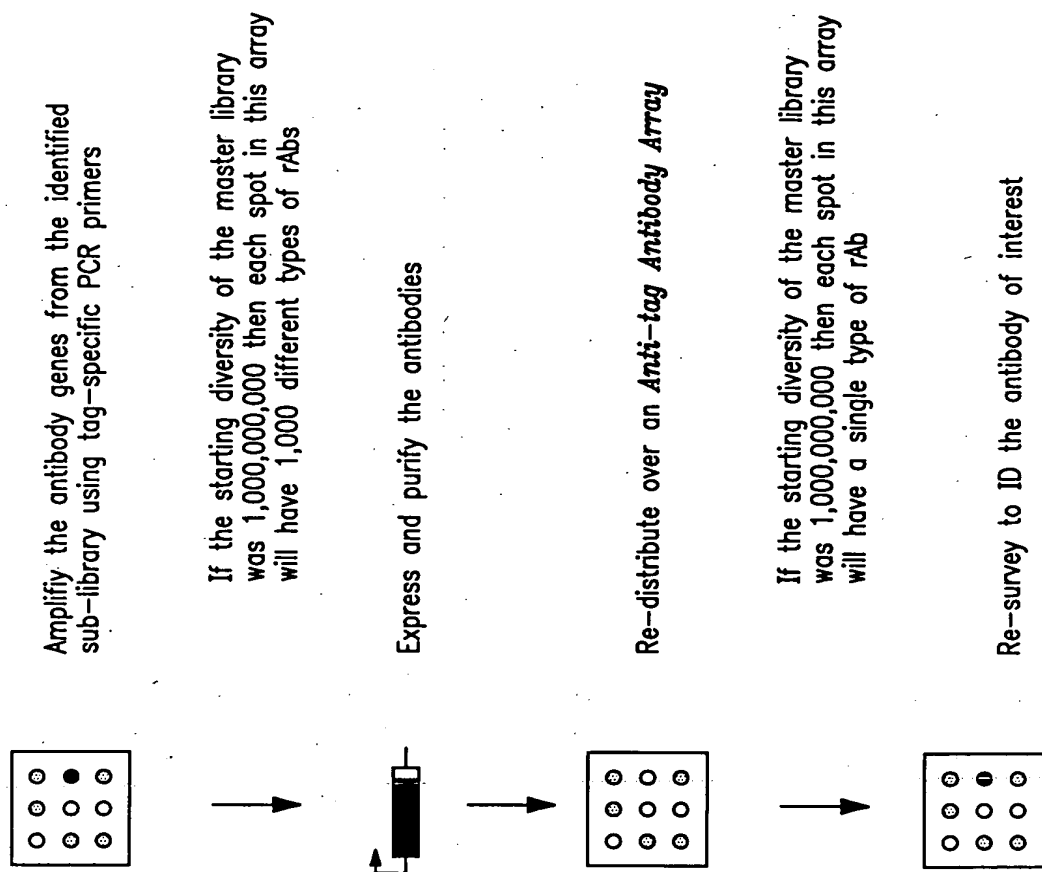 Amplifiy the antibody genes from the identified
sub-library using tag-specific PCR primers
If the starting diversity of the master library
was 1,000,000,000 then each spot in this array
will have 1,000 different types of rAbs
Express and purify the antibodies
Re-distribute over an Anti-tag Antibody Array
If the starting diversity of the master library
was 1,000,000,000 then each spot in this array
will have a single type of rAb
Re-survey to ID the antibody of interest